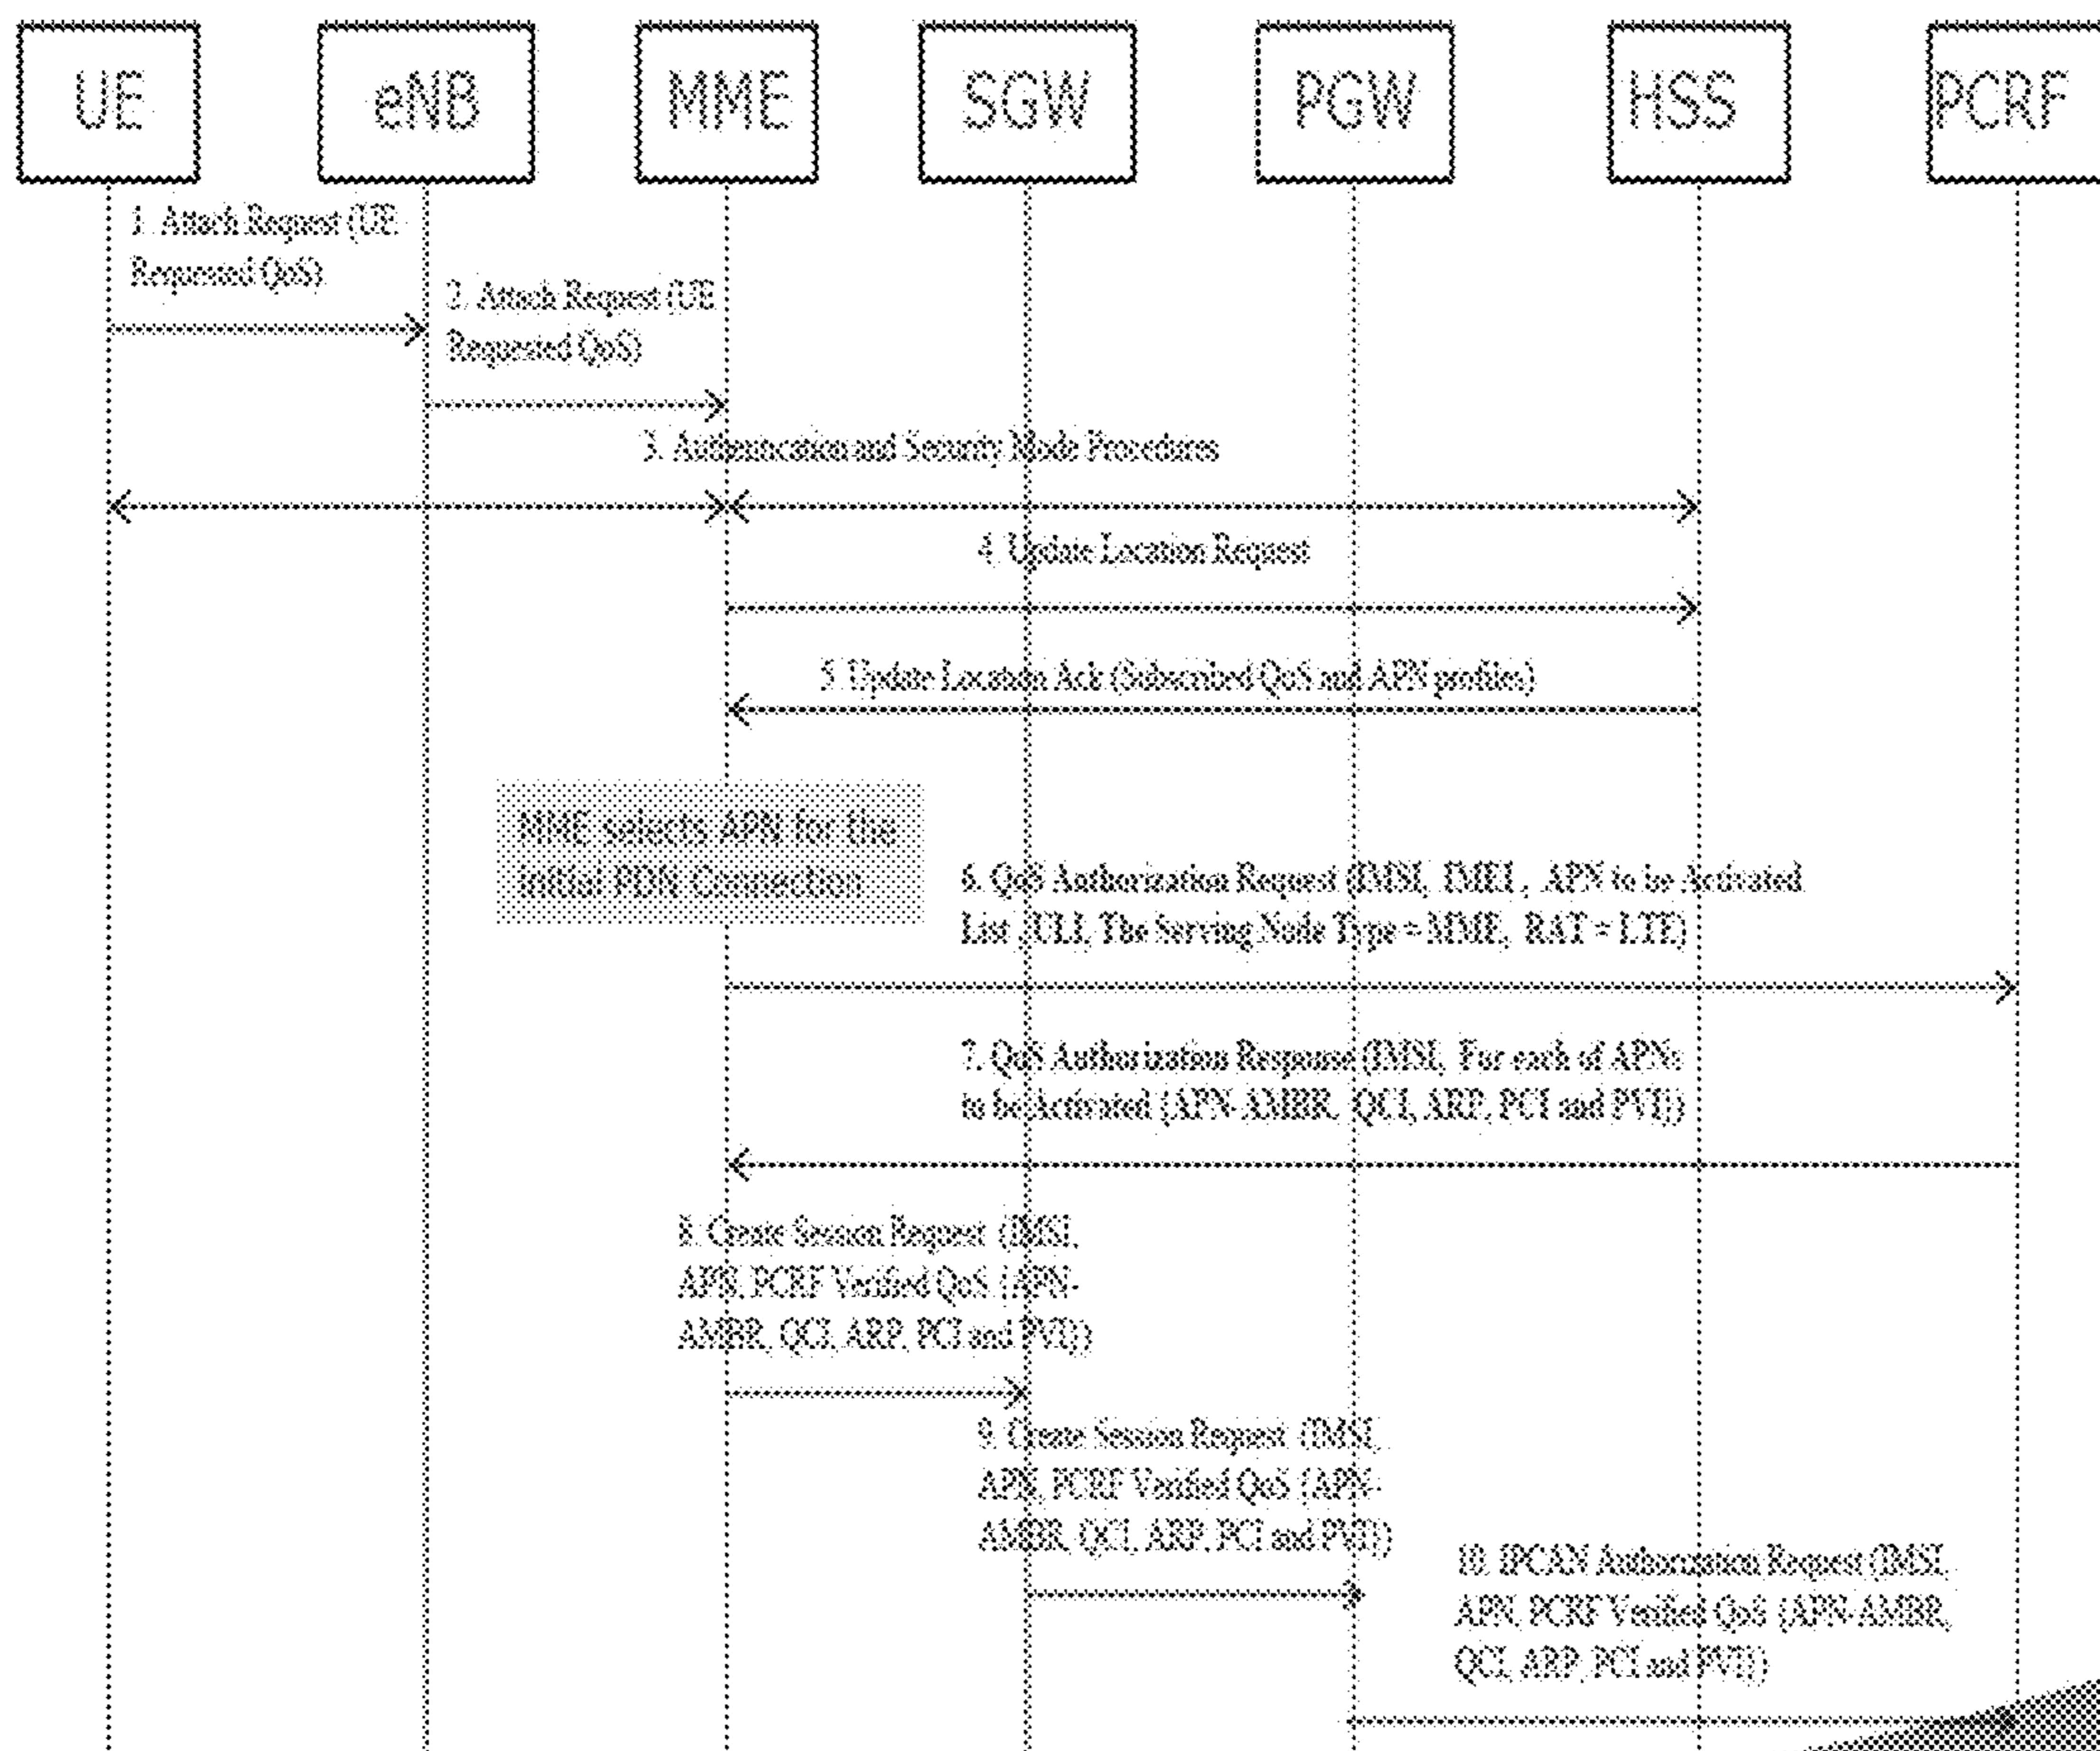 UE
eNB
MME
SGW
PGW
HSS
PCRF
1. Attach Request (UE
Requested QoS)
2. Attach Request (UE
Requested QoS)
3. Authentication and Security Mode Procedures
4. Update Location Request
5. Update Location Ack (Subscribed QoS and APN profiles)
MME selects APN for the
initial PDN Connection
6. QoS Authorization Request (IMSI, IMEI, APN to be Activated
List, ULI, The Serving Node Type = MME, RAT = LTE)
7. QoS Authorization Response (IMSI, For each of APNs
to be Activated {APN-AMBR, QCI, ARP, PCI and PVI})
8. Create Session Request (IMSI,
APN, PCRF Verified QoS {APN-
AMBR, QCI, ARP, PCI and PVI})
9. Create Session Request (IMSI,
APN, PCRF Verified QoS {APN-
AMBR, QCI, ARP, PCI and PVI})
10. IPCAN Authorization Request (IMSI,
APN, PCRF Verified QoS {APN-AMBR,
QCI, ARP, PCI and PVI})